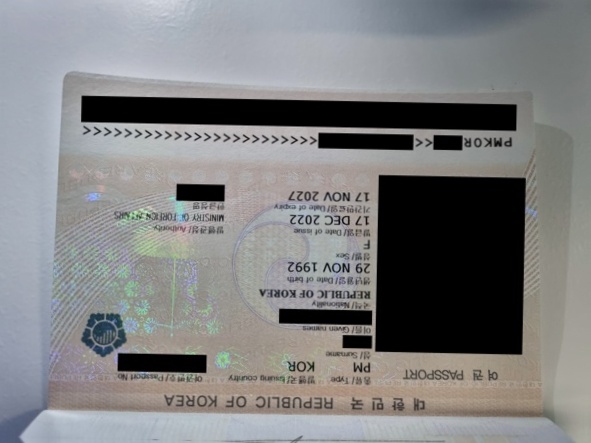 대한민국 REPUBLIC OF KOREA
여권 PASSPORT
종류/ Type 발행국/ Issuing country 여권번호/ Passport No.
PM KOR
성/ Surname
이름/ Given names
국적/ Nationality
REPUBLIC OF KOREA
생년월일/ Date of birth
29 NOV 1992
성별/ Sex
F
발급일/ Date of issue 발행관청/ Authority
17 DEC 2022 MINISTRY OF FOREIGN AFFAIRS
기간만료일/ Date of expiry 한글성명
17 NOV 2027
PMKOR <<  <<<<<<<<<<<<<<<<<<<<<<<<<<<<